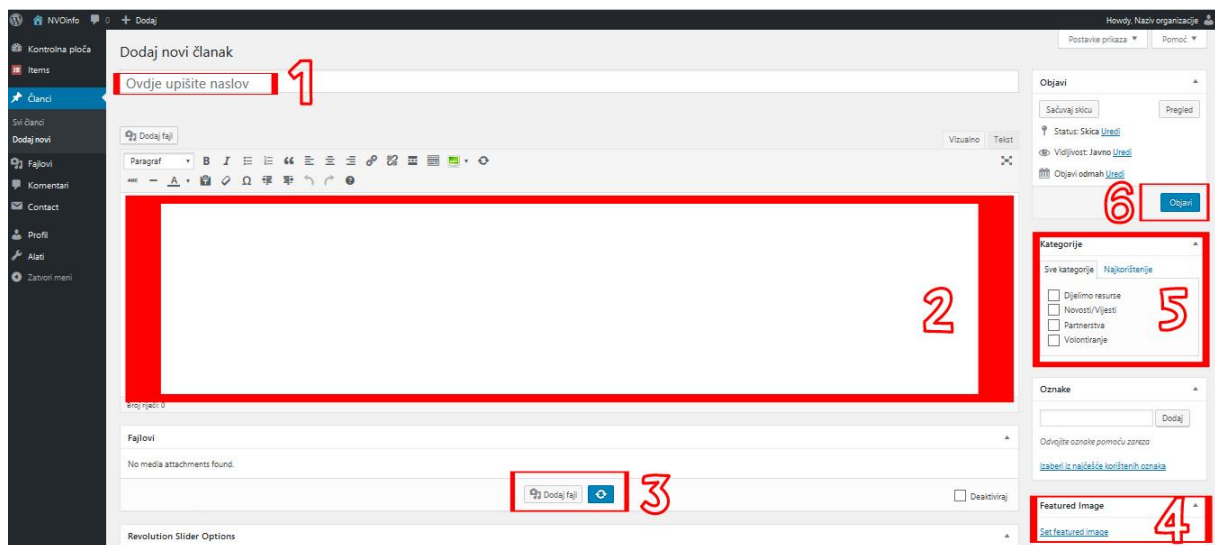 NVOinfo 0 + Dodaj
Howdy, Naziv organizacije
Postavke prikaza ▼ Pomoć ▼
Kontrolna ploča
Items
Članci
Svi članci
Dodaj novi
Fajlovi
Komentari
Contact
Profil
Alati
Zatvori meni
Dodaj novi članak
Ovdje upišite naslov
1
Dodaj fajl
Vizualno Tekst
Paragraf
B I
ABC A Ω
2
Broj riječi: 0
Fajlovi
No media attachments found.
Dodaj fajl
3
Deaktiviraj
Revolution Slider Options
Objavi
Sačuvaj skicu Pregled
Status: Skica Uredi
Vidljivost: Javno Uredi
Objavi odmah Uredi
6 Objavi
Kategorije
Sve kategorije Najkorištenije
Dijelimo resurse
Novosti/Vijesti
Partnerstva
Volontiranje
5
Oznake
Dodaj
Odvojite oznake pomoću zareza
Izaberi iz najčešće korištenih oznaka
Featured Image
4
Set featured image